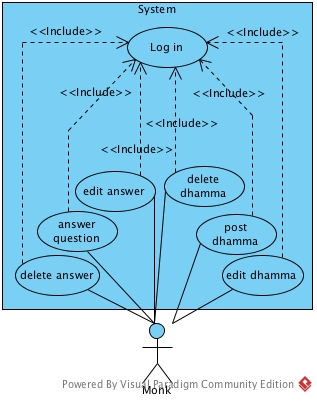 System
<<Include>>
Log in
<<Include>>
<<Include>>
<<Include>>
<<Include>>
<<Include>>
<<Include>>
edit answer
delete
dhamma
answer
question
post
dhamma
delete answer
edit dhamma
Powered By Visual Paradigm Community Edition
Monk